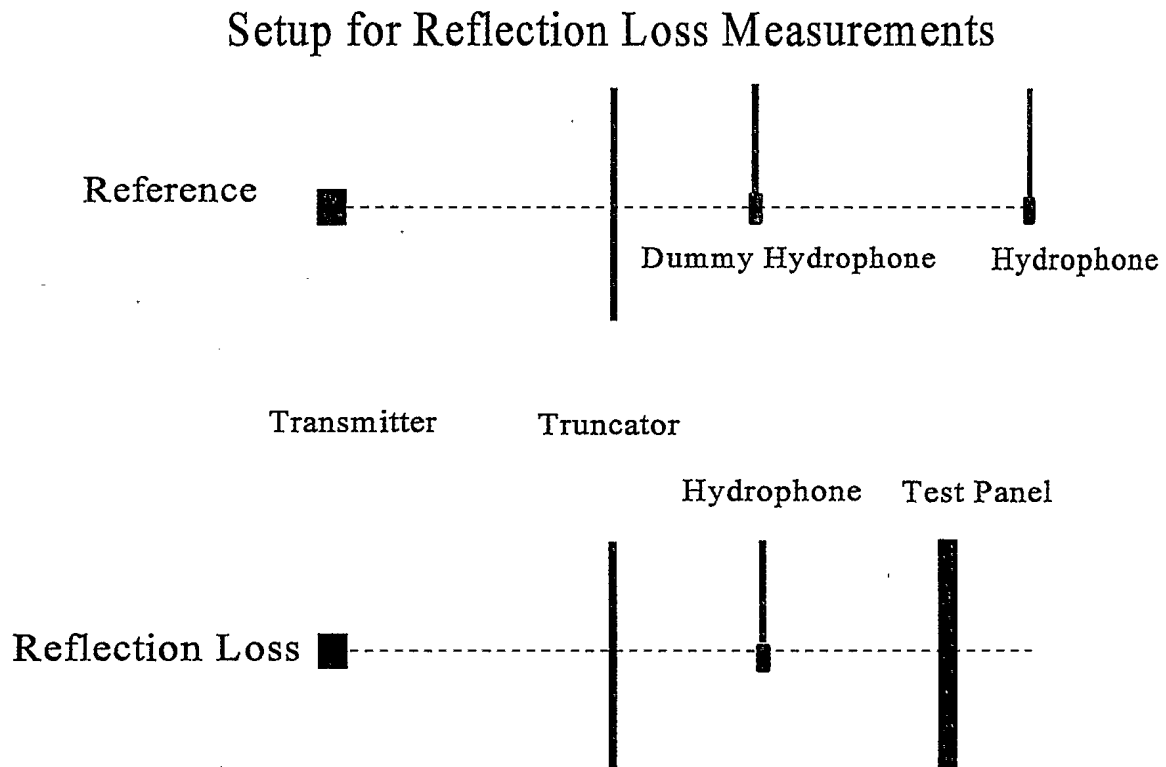 Setup for Reflection Loss Measurements
Reference
Dummy Hydrophone
Hydrophone
Transmitter
Truncator
Hydrophone
Test Panel
Reflection Loss